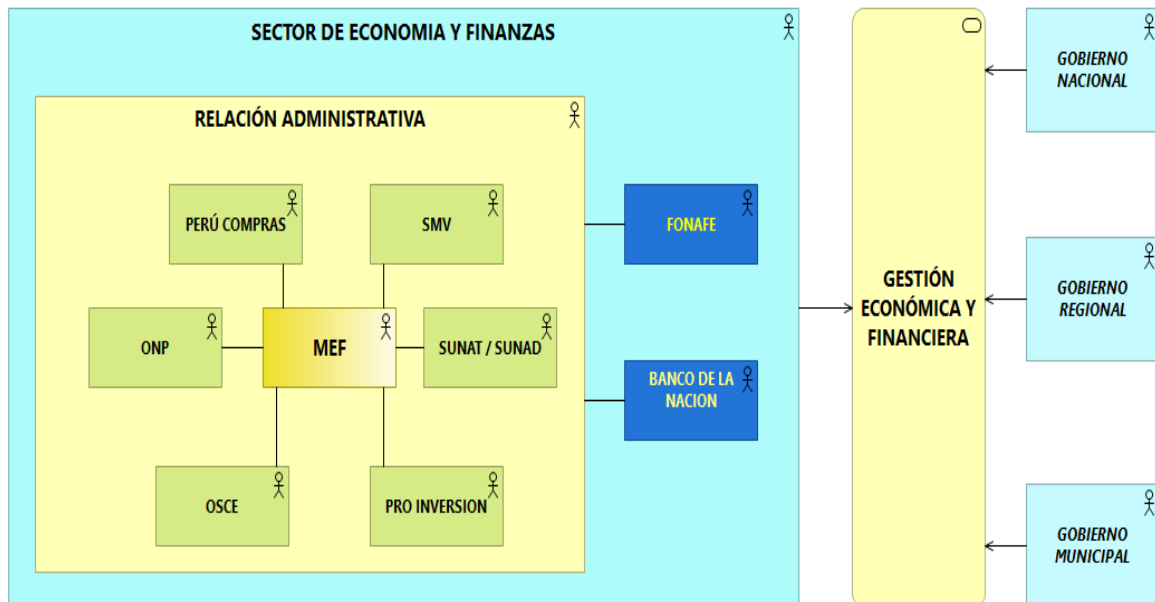 SECTOR DE ECONOMIA Y FINANZAS
RELACIÓN ADMINISTRATIVA
PERÚ COMPRAS
SMV
ONP
MEF
SUNAT / SUNAD
OSCE
PRO INVERSION
FONAFE
BANCO DE LA
NACION
GESTIÓN
ECONÓMICA Y
FINANCIERA
GOBIERNO
NACIONAL
GOBIERNO
REGIONAL
GOBIERNO
MUNICIPAL